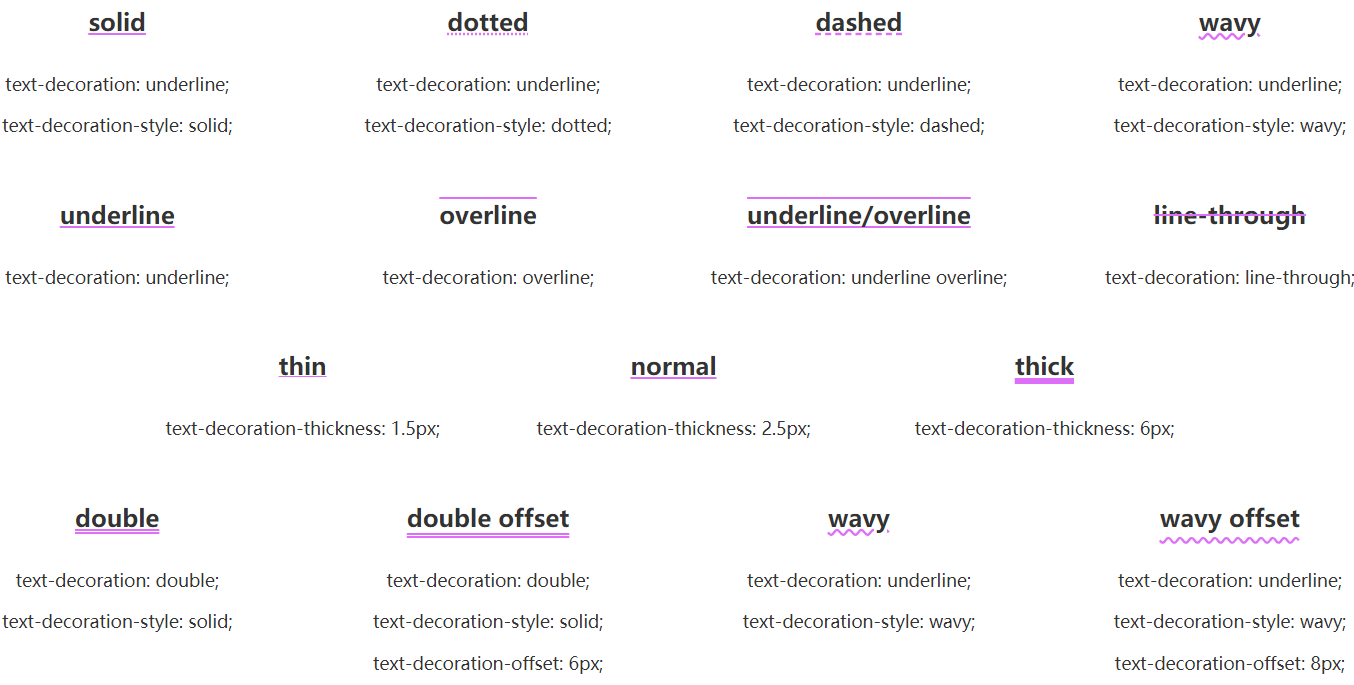 solid dotted dashed wavy
text-decoration: underline; text-decoration: underline; text-decoration: underline; text-decoration: underline;
text-decoration-style: solid; text-decoration-style: dotted; text-decoration-style: dashed; text-decoration-style: wavy;
underline overline underline/overline line-through
text-decoration: underline; text-decoration: overline; text-decoration: underline overline; text-decoration: line-through;
thin normal thick
text-decoration-thickness: 1.5px; text-decoration-thickness: 2.5px; text-decoration-thickness: 6px;
double double offset wavy wavy offset
text-decoration: double; text-decoration: double; text-decoration: underline; text-decoration: underline;
text-decoration-style: solid; text-decoration-style: solid; text-decoration-style: wavy; text-decoration-style: wavy;
text-decoration-offset: 6px; text-decoration-offset: 8px;